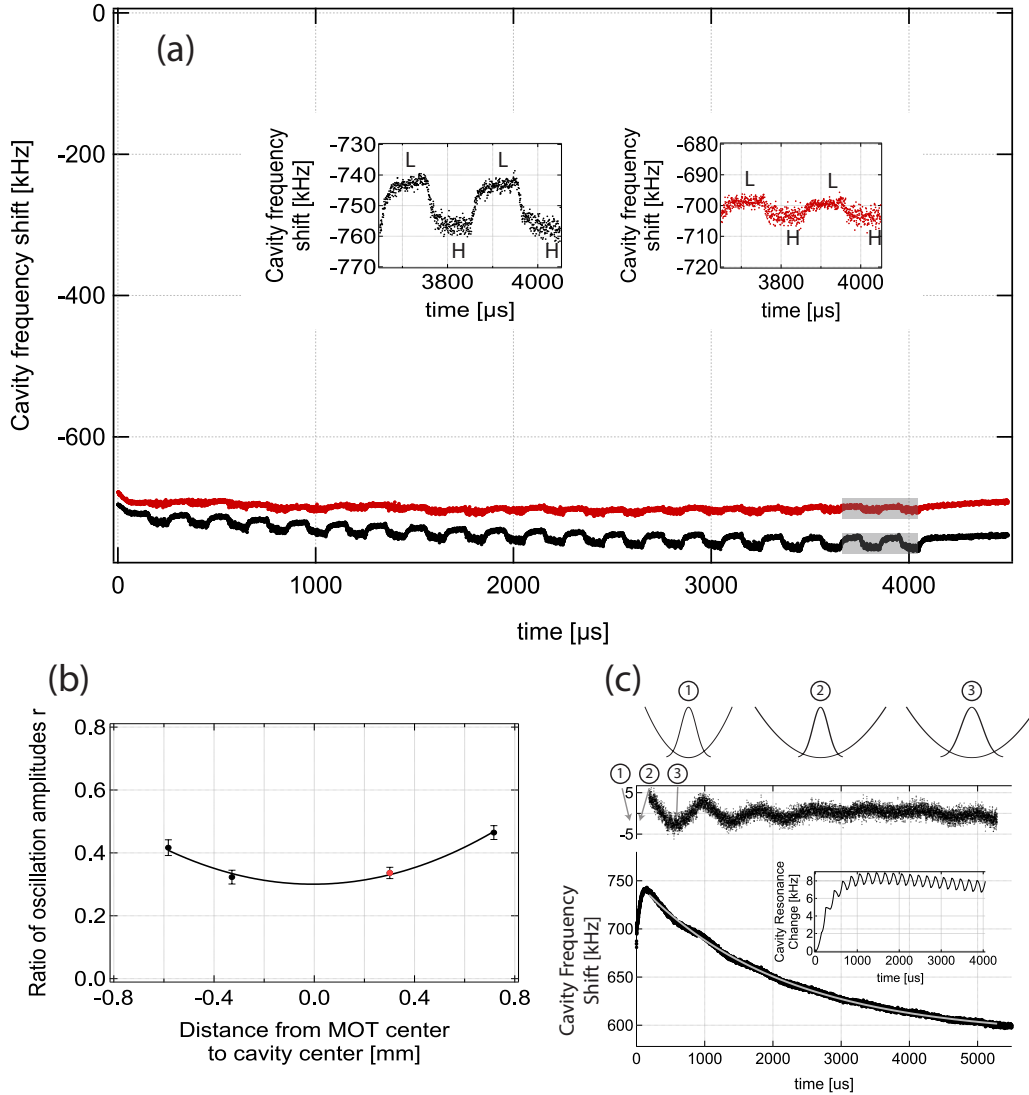 (a)
0
-200
-400
-600
Cavity frequency shift [kHz]
0
1000
2000
3000
4000
time [µs]
-730
-740
-750
-760
-770
Cavity frequency
shift [kHz]
L
L
H
H
3800
4000
time [µs]
-680
-690
-700
-710
-720
Cavity frequency
shift [kHz]
L
L
H
H
3800
4000
time [µs]
(b)
0.8
0.6
0.4
0.2
0.0
Ratio of oscillation amplitudes r
-0.8
-0.4
0.0
0.4
0.8
Distance from MOT center
to cavity center [mm]
(c)
1
2
3
1
2
3
5
-5
750
700
650
600
Cavity Frequency
Shift [kHz]
8
6
4
2
0
Cavity Resonance
Change [kHz]
0
1000
2000
3000
4000
time [us]
0
1000
2000
3000
4000
5000
time [us]